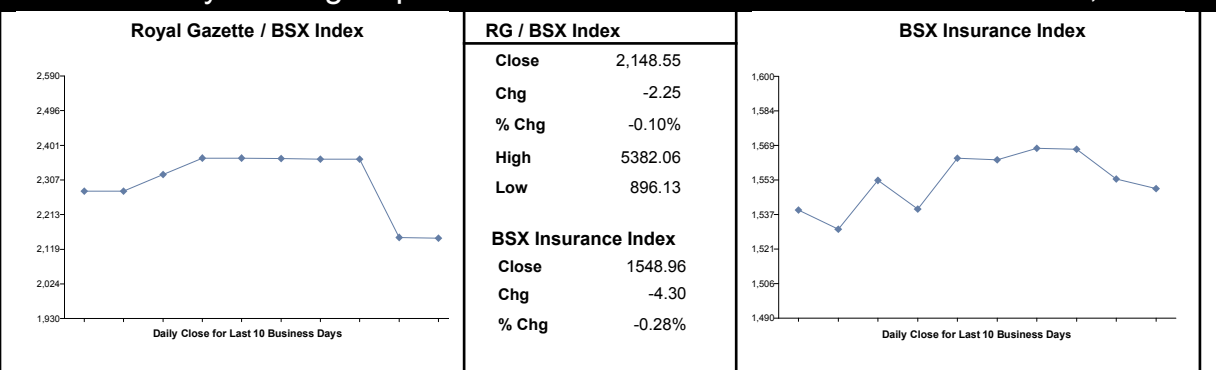 Royal Gazette / BSX Index
2,590
2,496
2,401
2,307
2,213
2,119
2,024
1,930
Daily Close for Last 10 Business Days
RG / BSX Index
Close 2,148.55
Chg -2.25
% Chg -0.10%
High 5382.06
Low 896.13
BSX Insurance Index
Close 1548.96
Chg -4.30
% Chg -0.28%
BSX Insurance Index
1,600
1,584
1,569
1,553
1,537
1,521
1,506
1,490
Daily Close for Last 10 Business Days